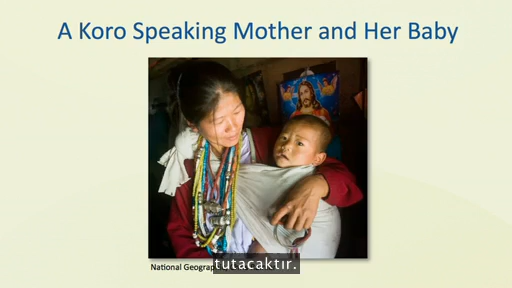 A Koro Speaking Mother and Her Baby
National Geograp
tutacaktır.